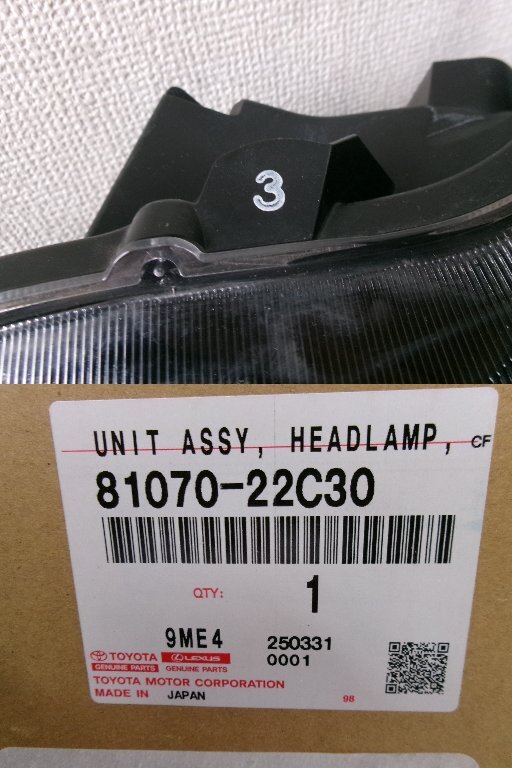 3
UNIT ASSY, HEADLAMP, CF
81070-22C30
QTY: 1
9ME4 250331
0001
TOYOTA LEXUS
GENUINE PARTS GENUINE PARTS
TOYOTA MOTOR CORPORATION
MADE IN JAPAN 98